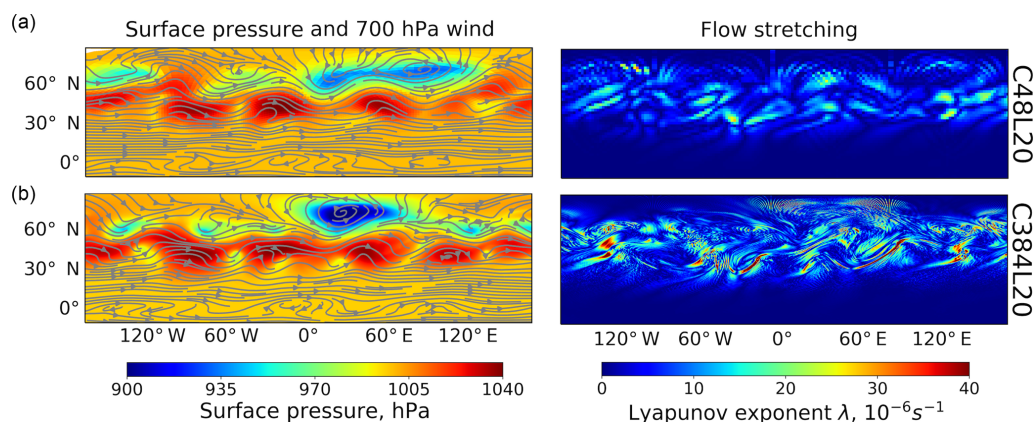 (a)
Surface pressure and 700 hPa wind
Flow stretching
60° N
30° N
0°
C48L20
(b)
60° N
30° N
0°
C384L20
120° W 60° W 0° 60° E 120° E
120° W 60° W 0° 60° E 120° E
900 935 970 1005 1040
Surface pressure, hPa
0 10 20 30 40
Lyapunov exponent λ, 10⁻⁶s⁻¹